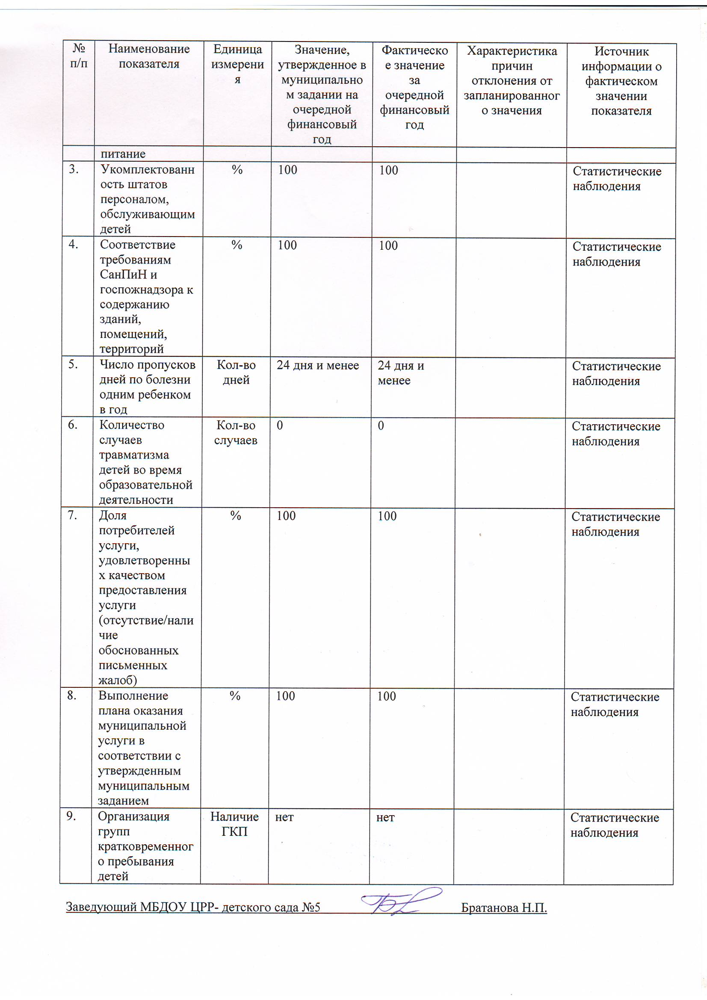 № п/п
Наименование показателя
Единица измерени я
Значение, утвержденное в муниципально м задании на очередной финансовый год
Фактическо е значение за очередной финансовый год
Характеристика причин отклонения от запланированног о значения
Источник информации о фактическом значении показателя
питание
3.
Укомплектованн
ость штатов
персоналом,
обслуживающим
детей
%
100
100
Статистические
наблюдения
4.
Соответствие
требованиям
СанПиН и
госпожнадзора к
содержанию
зданий,
помещений,
территорий
%
100
100
Статистические
наблюдения
5.
Число пропусков
дней по болезни
одним ребенком
в год
Кол-во
дней
24 дня и менее
24 дня и
менее
Статистические
наблюдения
6.
Количество
случаев
травматизма
детей во время
образовательной
деятельности
Кол-во
случаев
0
0
Статистические
наблюдения
7.
Доля
потребителей
услуги,
удовлетворенны
х качеством
предоставления
услуги
(отсутствие/нали
чие
обоснованных
письменных
жалоб)
%
100
100
Статистические
наблюдения
8.
Выполнение
плана оказания
муниципальной
услуги в
соответствии с
утвержденным
муниципальным
заданием
%
100
100
Статистические
наблюдения
9.
Организация
групп
кратковременног
о пребывания
детей
Наличие
ГКП
нет
нет
Статистические
наблюдения
Заведующий МБДОУ ЦРР- детского сада №5 Братанова Н.П.